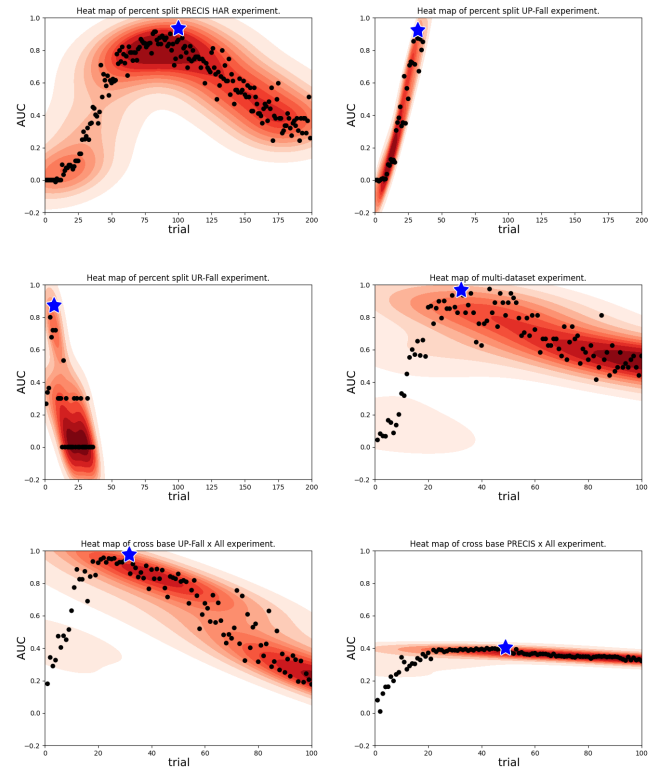 Heat map of percent split PRECIS HAR experiment.
1.0
0.8
0.6
0.4
0.2
0.0
−0.2
AUC
0 25 50 75 100 125 150 175 200
trial
Heat map of percent split UP-Fall experiment.
1.0
0.8
0.6
0.4
0.2
0.0
−0.2
AUC
0 25 50 75 100 125 150 175 200
trial
Heat map of percent split UR-Fall experiment.
1.0
0.8
0.6
0.4
0.2
0.0
−0.2
AUC
0 25 50 75 100 125 150 175 200
trial
Heat map of multi-dataset experiment.
1.0
0.8
0.6
0.4
0.2
0.0
−0.2
AUC
0 20 40 60 80 100
trial
Heat map of cross base UP-Fall x All experiment.
1.0
0.8
0.6
0.4
0.2
0.0
−0.2
AUC
0 20 40 60 80 100
trial
Heat map of cross base PRECIS x All experiment.
1.0
0.8
0.6
0.4
0.2
0.0
−0.2
AUC
0 20 40 60 80 100
trial